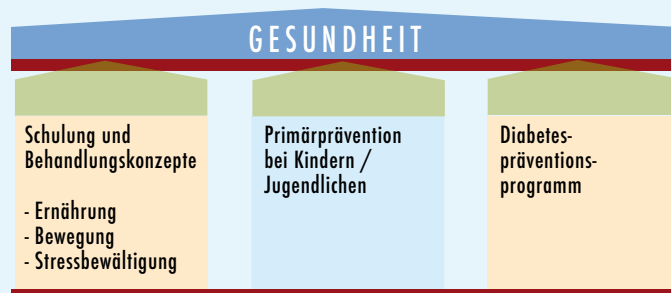 GESUNDHEIT
Schulung und
Behandlungskonzepte
- Ernährung
- Bewegung
- Stressbewältigung
Primärprävention
bei Kindern /
Jugendlichen
Diabetes-
präventions-
programm